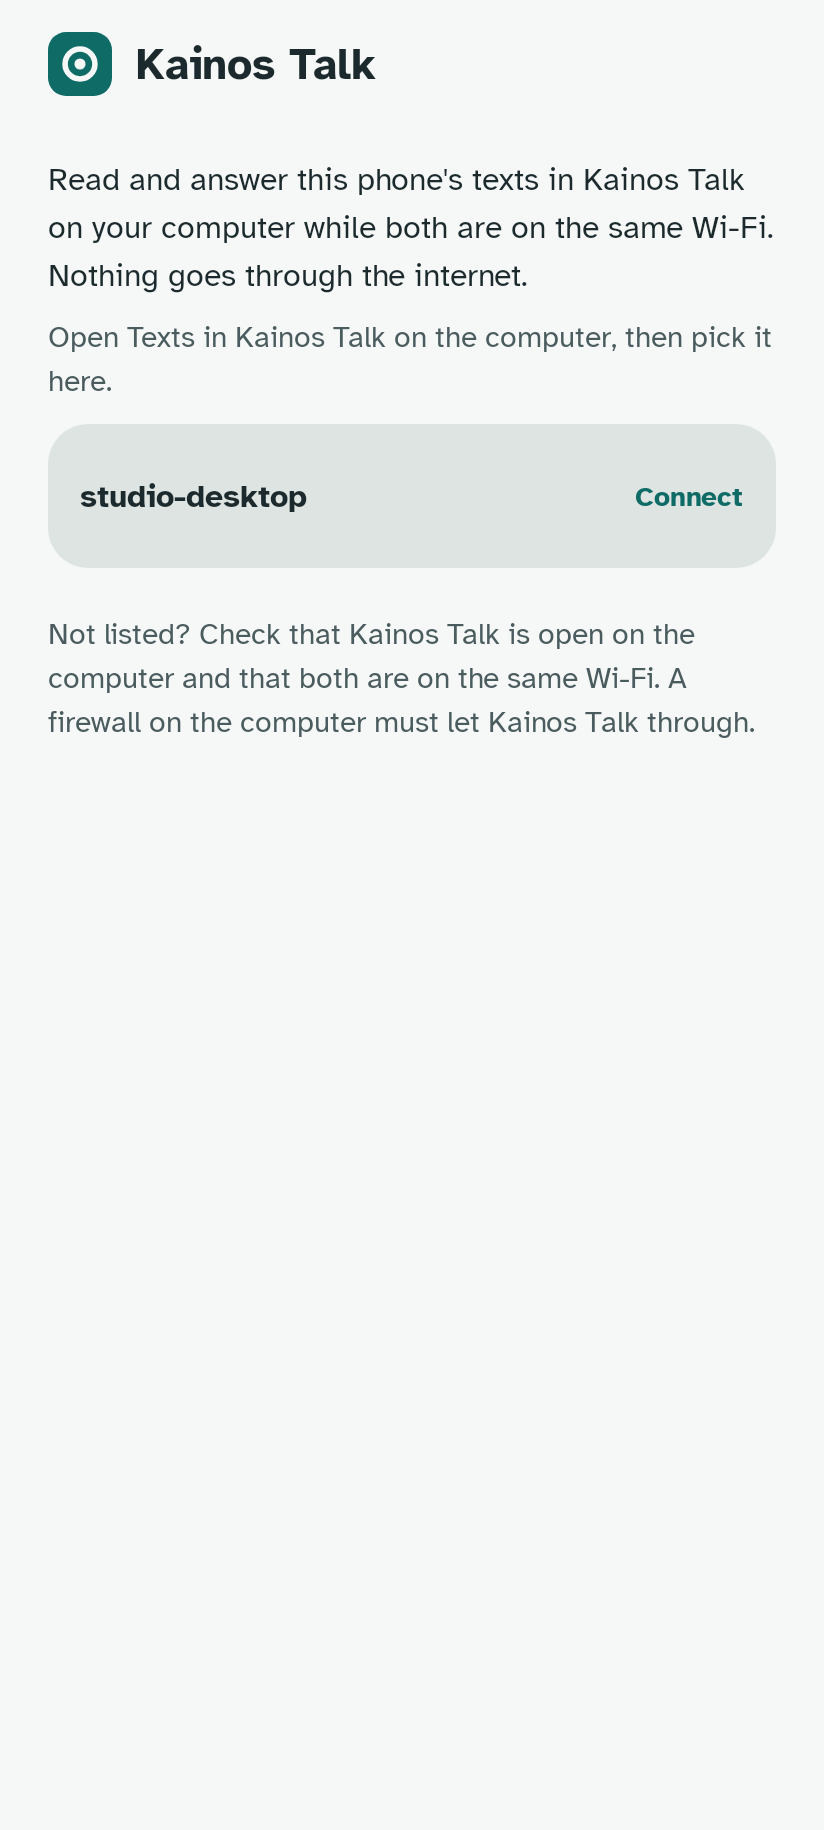 Kainos Talk
Read and answer this phone's texts in Kainos Talk
on your computer while both are on the same Wi-Fi.
Nothing goes through the internet.
Open Texts in Kainos Talk on the computer, then pick it
here.
studio-desktop Connect
Not listed? Check that Kainos Talk is open on the
computer and that both are on the same Wi-Fi. A
firewall on the computer must let Kainos Talk through.